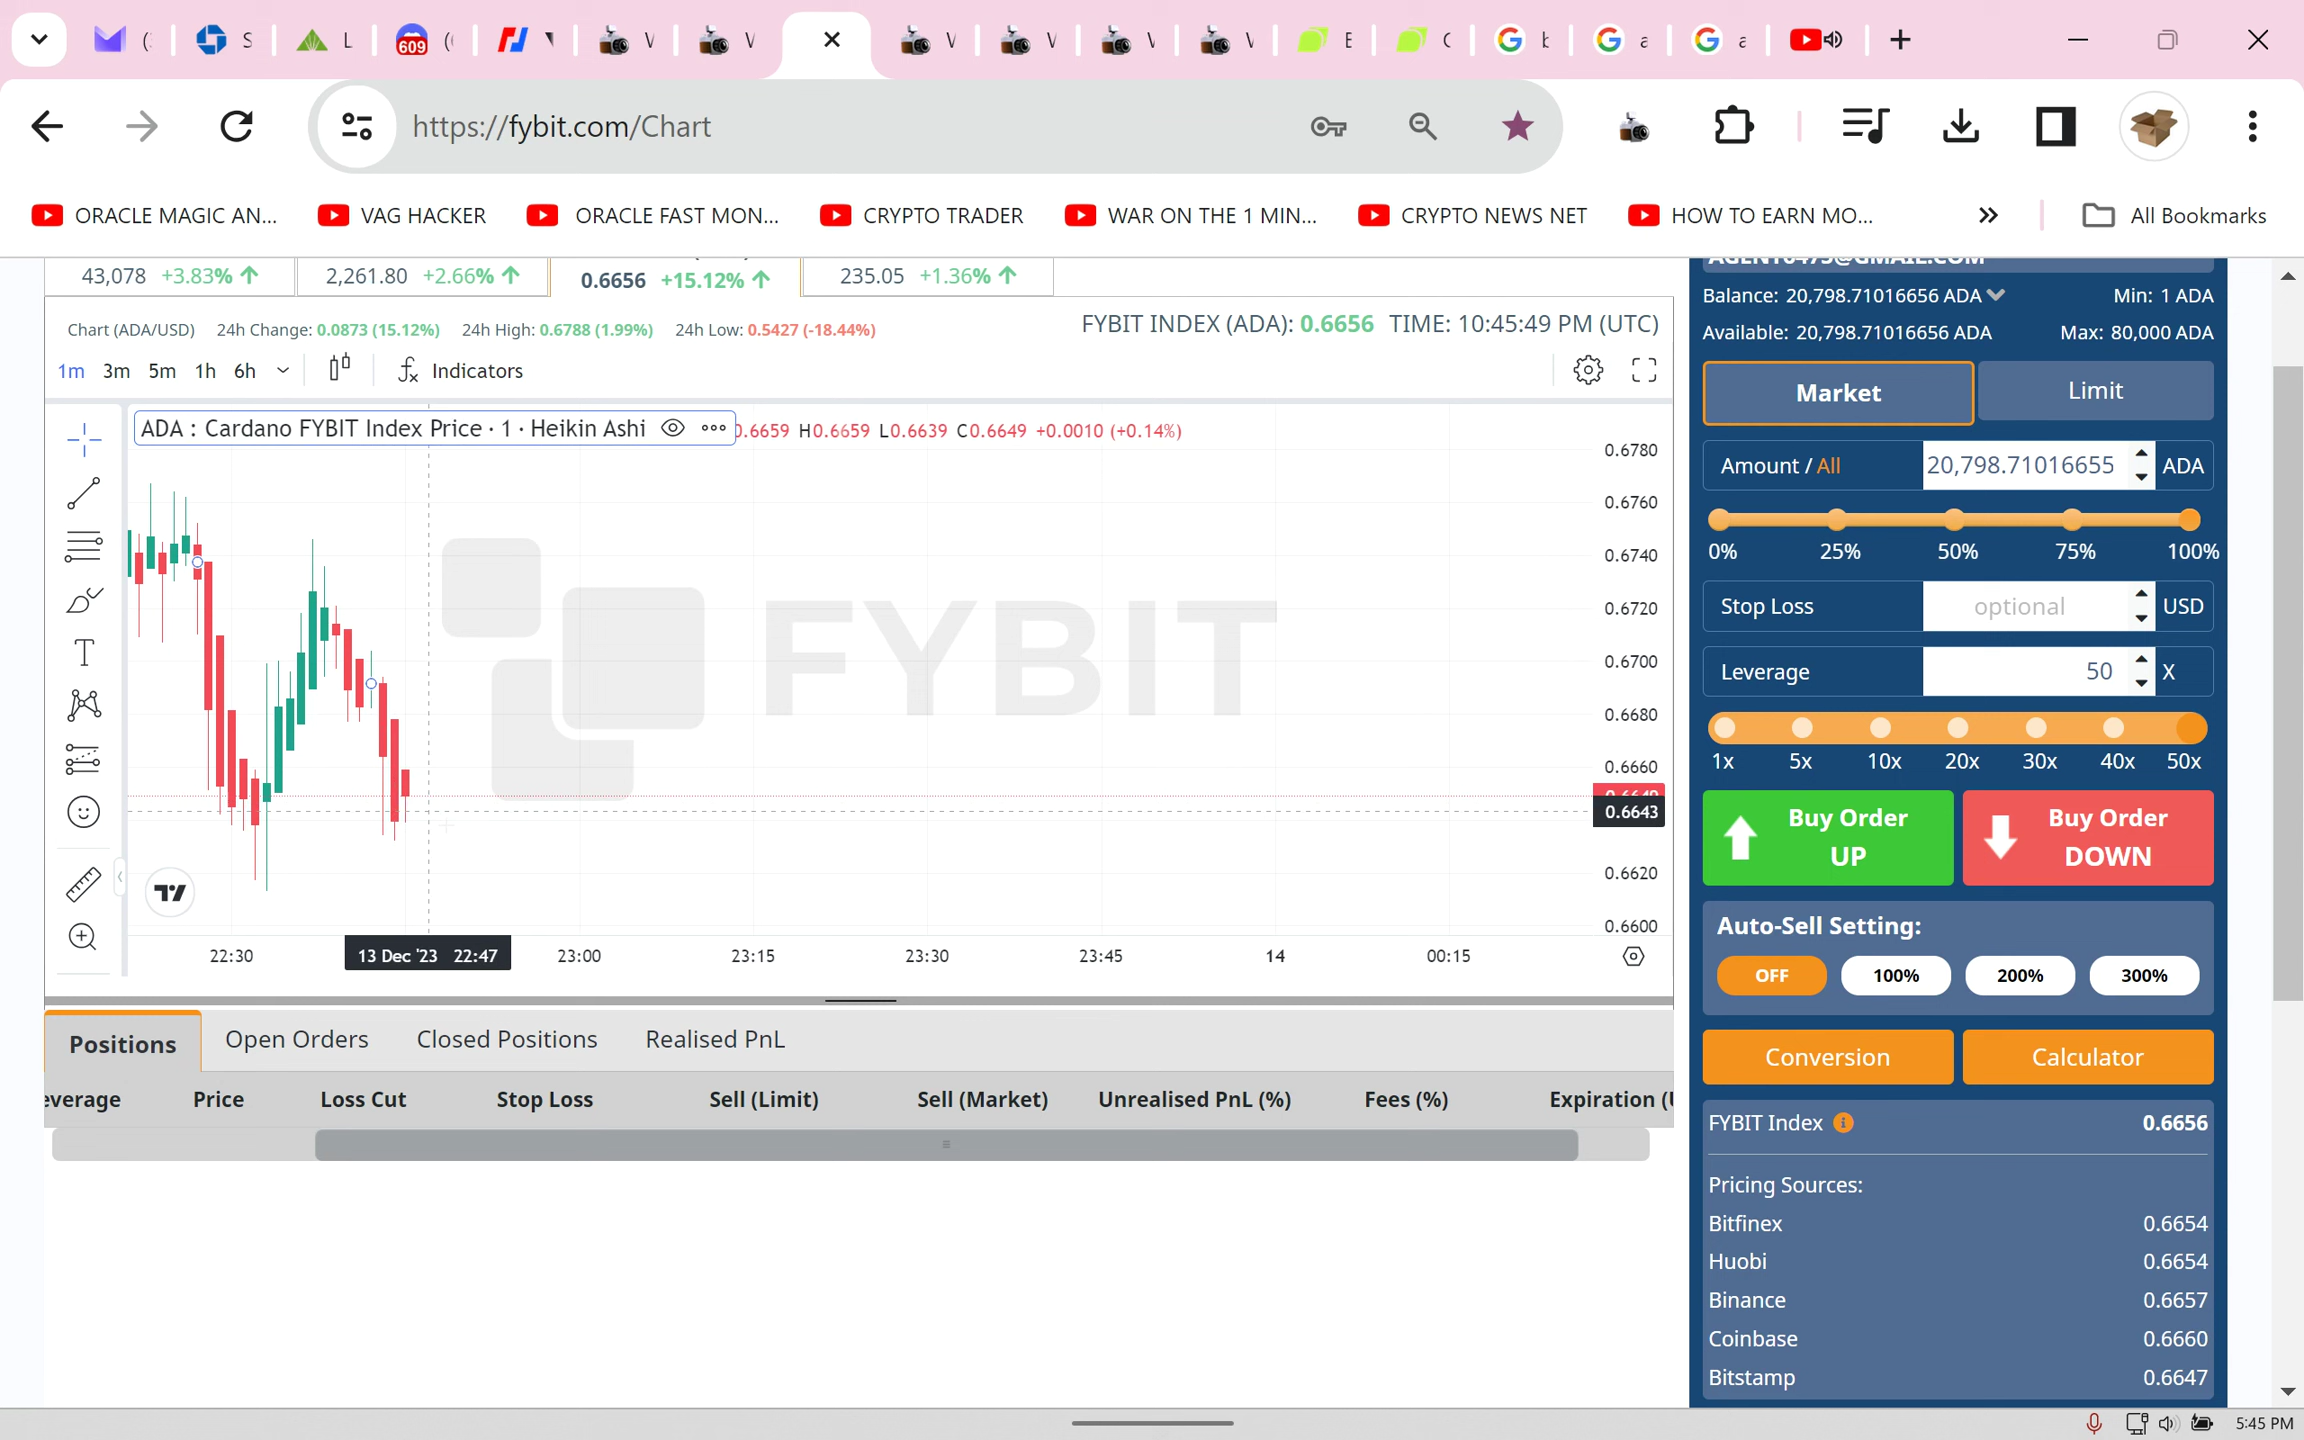 S
L
609
V
V
V
V
V
V
E
C
b
a
a
https://fybit.com/Chart
ORACLE MAGIC AN...
VAG HACKER
ORACLE FAST MON...
CRYPTO TRADER
WAR ON THE 1 MIN...
CRYPTO NEWS NET
HOW TO EARN MO...
All Bookmarks
43,078 +3.83%
2,261.80 +2.66%
0.6656 +15.12%
235.05 +1.36%
Chart (ADA/USD) 24h Change: 0.0873 (15.12%) 24h High: 0.6788 (1.99%) 24h Low: 0.5427 (-18.44%)
FYBIT INDEX (ADA): 0.6656 TIME: 10:45:49 PM (UTC)
1m 3m 5m 1h 6h Indicators
ADA : Cardano FYBIT Index Price · 1 · Heikin Ashi
0.6659 H0.6659 L0.6639 C0.6649 +0.0010 (+0.14%)
0.6780
0.6760
0.6740
0.6720
0.6700
0.6680
0.6660
0.6649
0.6643
0.6620
0.6600
FYBIT
22:30
13 Dec '23 22:47
23:00
23:15
23:30
23:45
14
00:15
Positions
Open Orders
Closed Positions
Realised PnL
everage
Price
Loss Cut
Stop Loss
Sell (Limit)
Sell (Market)
Unrealised PnL (%)
Fees (%)
Expiration (U
AGENT6475@GMAIL.COM
Balance: 20,798.71016656 ADA
Min: 1 ADA
Available: 20,798.71016656 ADA
Max: 80,000 ADA
Market
Limit
Amount / All 20,798.71016655 ADA
0% 25% 50% 75% 100%
Stop Loss optional USD
Leverage 50 X
1x 5x 10x 20x 30x 40x 50x
Buy Order
UP
Buy Order
DOWN
Auto-Sell Setting:
OFF 100% 200% 300%
Conversion
Calculator
FYBIT Index 0.6656
Pricing Sources:
Bitfinex 0.6654
Huobi 0.6654
Binance 0.6657
Coinbase 0.6660
Bitstamp 0.6647
5:45 PM